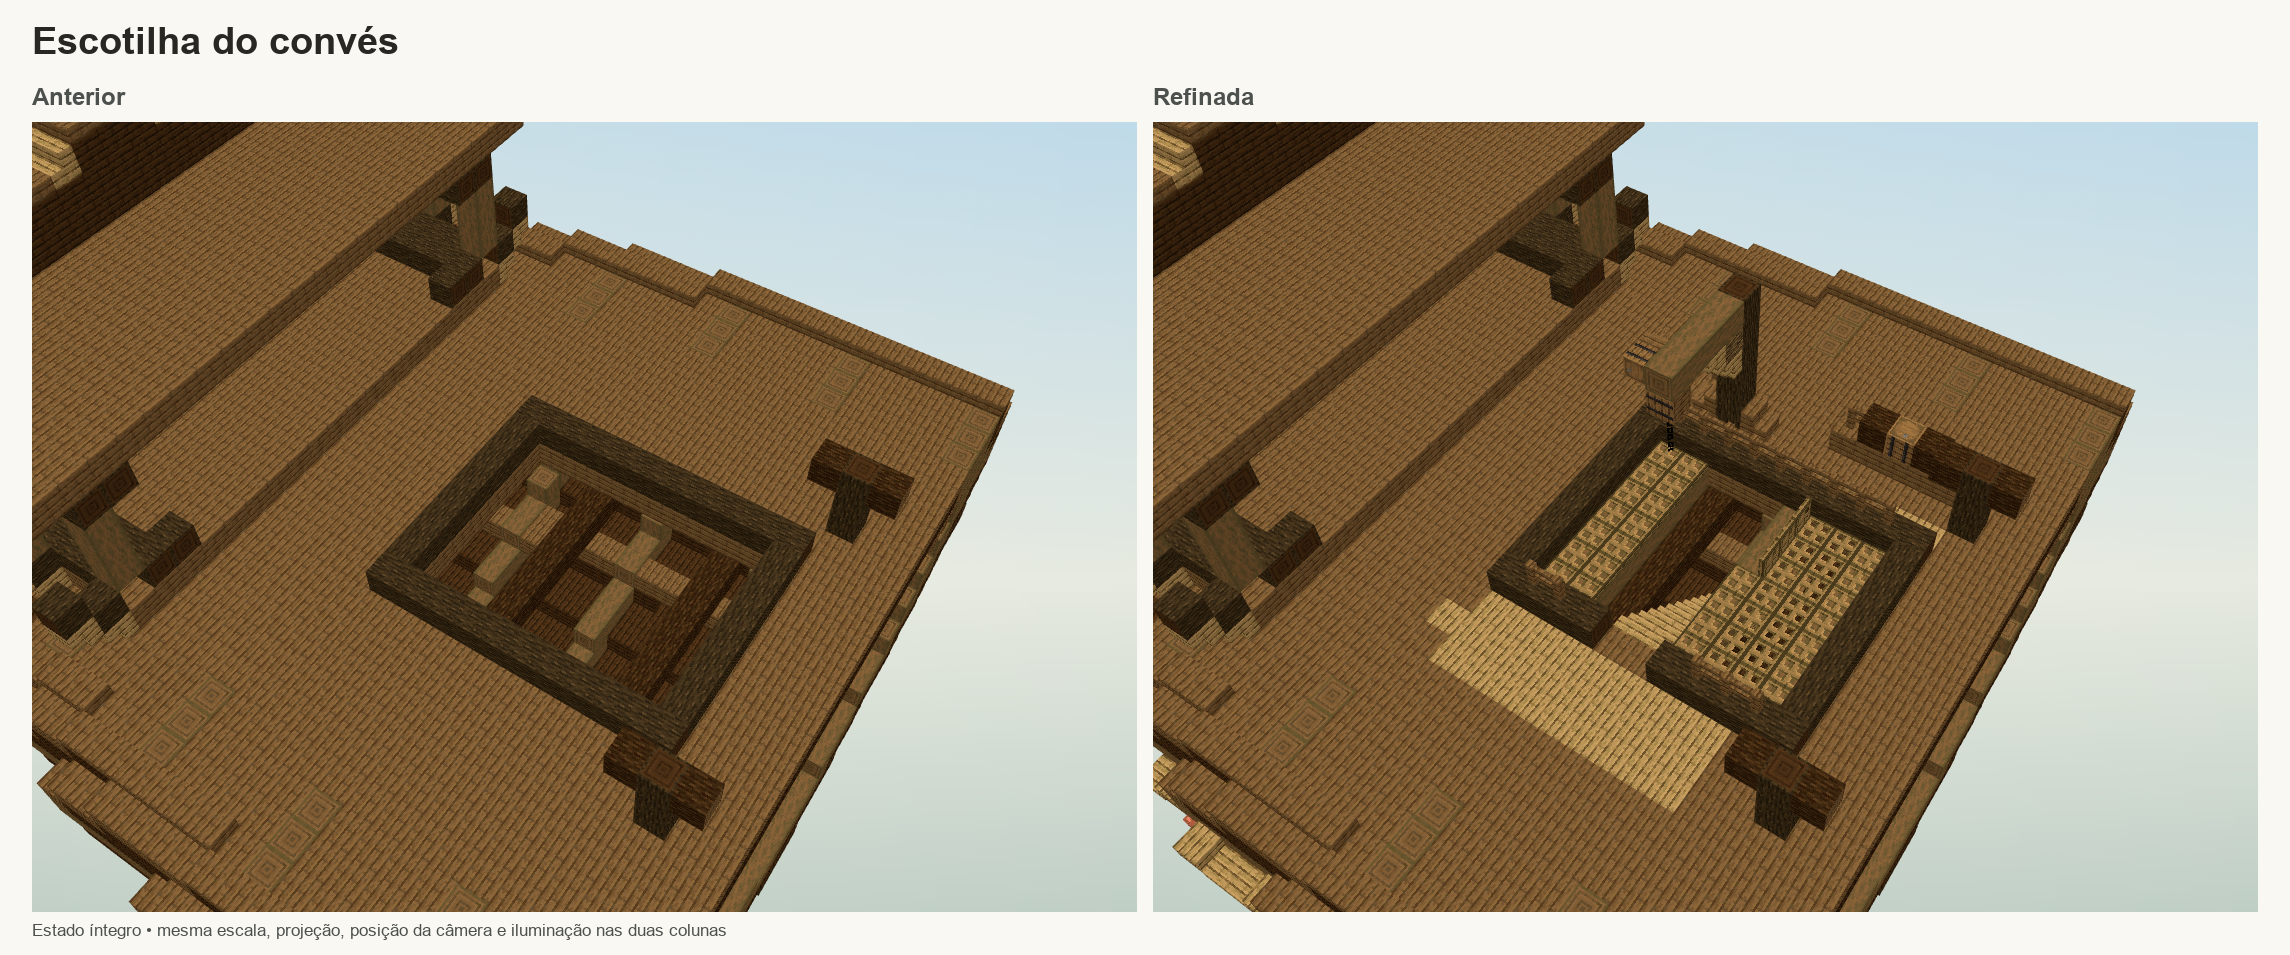 Escotilha do convés
Anterior
Refinada
Estado íntegro • mesma escala, projeção, posição da câmera e iluminação nas duas colunas